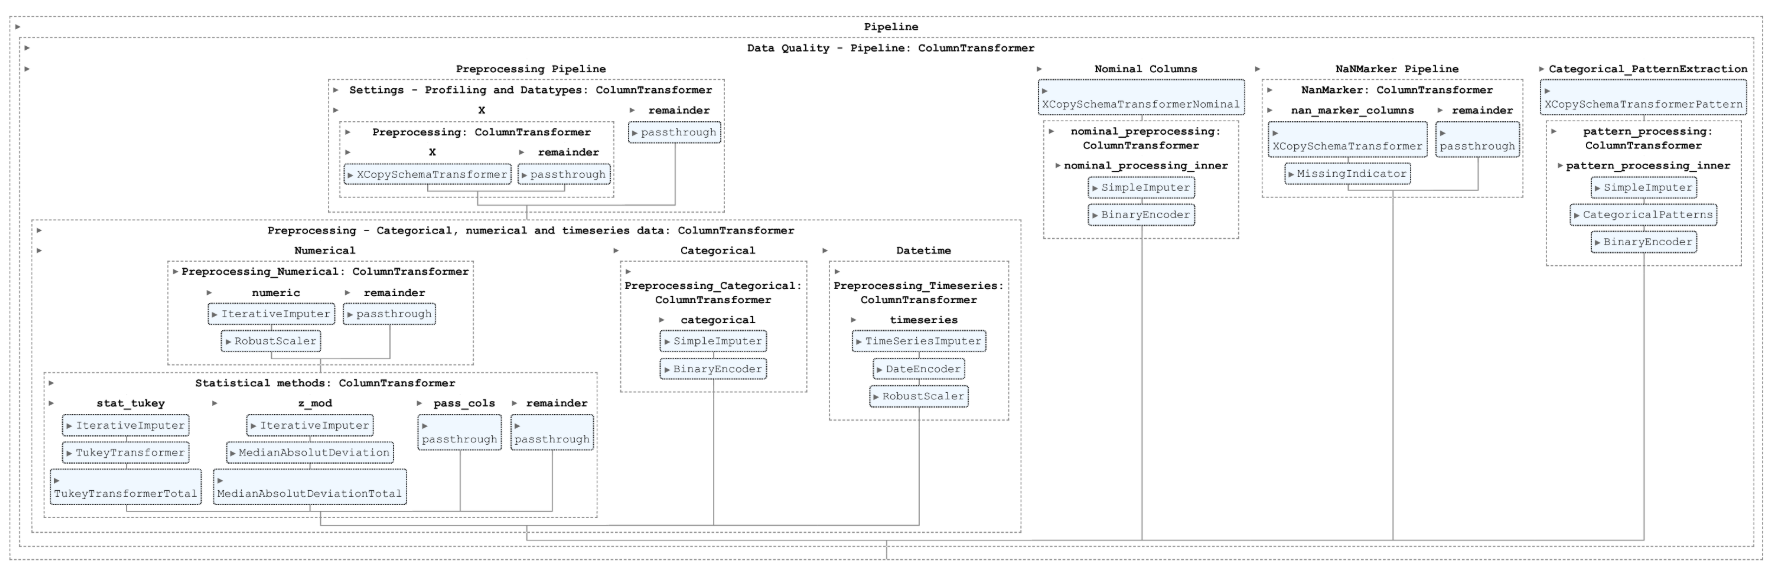 Pipeline
Data Quality - Pipeline: ColumnTransformer
Preprocessing Pipeline
Settings - Profiling and Datatypes: ColumnTransformer
X
remainder
Preprocessing: ColumnTransformer
passthrough
X
remainder
XCopySchemaTransformer
passthrough
Preprocessing - Categorical, numerical and timeseries data: ColumnTransformer
Numerical
Preprocessing_Numerical: ColumnTransformer
numeric
remainder
IterativeImputer
passthrough
RobustScaler
Statistical methods: ColumnTransformer
stat_tukey
z_mod
pass_cols
remainder
IterativeImputer
IterativeImputer
passthrough
passthrough
TukeyTransformer
MedianAbsolutDeviation
TukeyTransformerTotal
MedianAbsolutDeviationTotal
Categorical
Preprocessing_Categorical:
ColumnTransformer
categorical
SimpleImputer
BinaryEncoder
Datetime
Preprocessing_Timeseries:
ColumnTransformer
timeseries
TimeSeriesImputer
DateEncoder
RobustScaler
Nominal Columns
XCopySchemaTransformerNominal
nominal_preprocessing:
ColumnTransformer
nominal_processing_inner
SimpleImputer
BinaryEncoder
NaNMarker Pipeline
NanMarker: ColumnTransformer
nan_marker_columns
remainder
XCopySchemaTransformer
passthrough
MissingIndicator
Categorical_PatternExtraction
XCopySchemaTransformerPattern
pattern_processing:
ColumnTransformer
pattern_processing_inner
SimpleImputer
CategoricalPatterns
BinaryEncoder